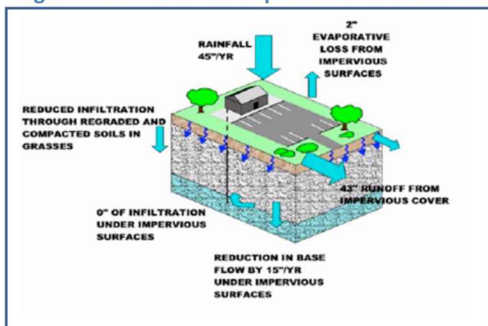 RAINFALL
45"/YR
2"
EVAPORATIVE
LOSS FROM
IMPERVIOUS
SURFACES
REDUCED INFILTRATION
THROUGH REGRADED AND
COMPACTED SOILS IN
GRASSES
43" RUNOFF FROM
IMPERVIOUS COVER
0" OF INFILTRATION
UNDER IMPERVIOUS
SURFACES
REDUCTION IN BASE
FLOW BY 15"/YR
UNDER IMPERVIOUS
SURFACES